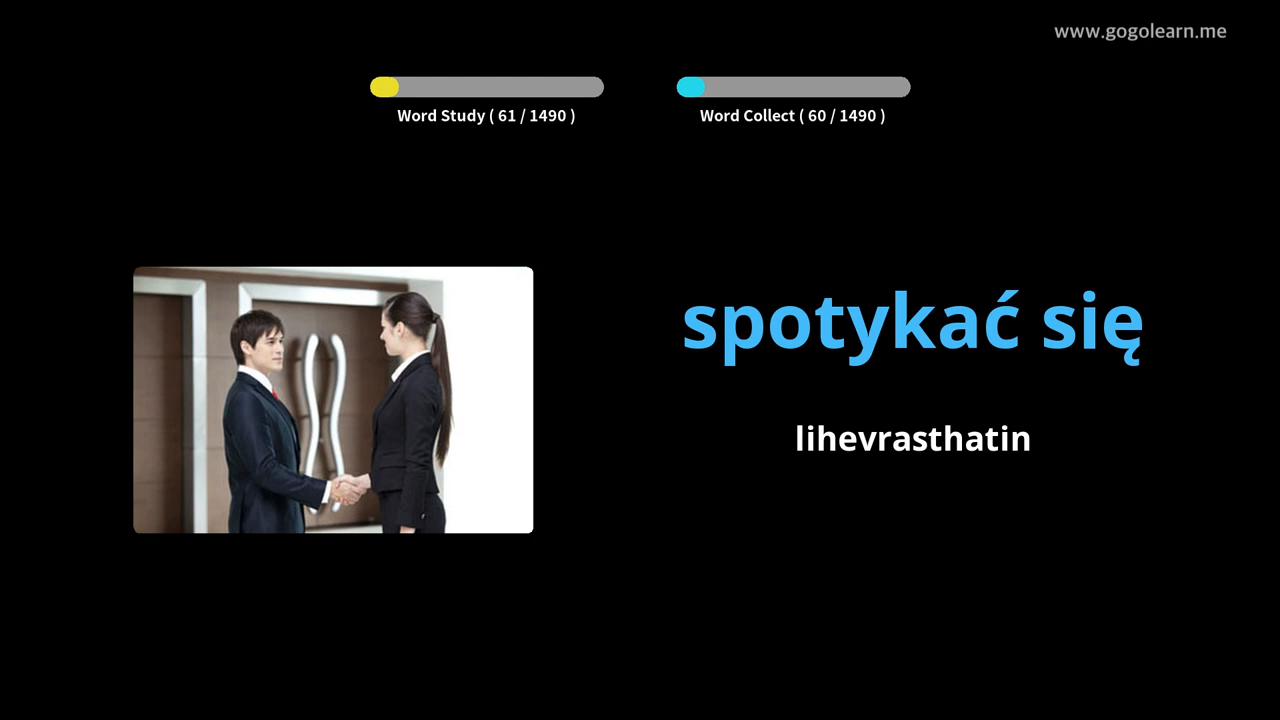 www.gogolearn.me
Word Study ( 61 / 1490 )
Word Collect ( 60 / 1490 )
spotykać się
lihevrasthatin